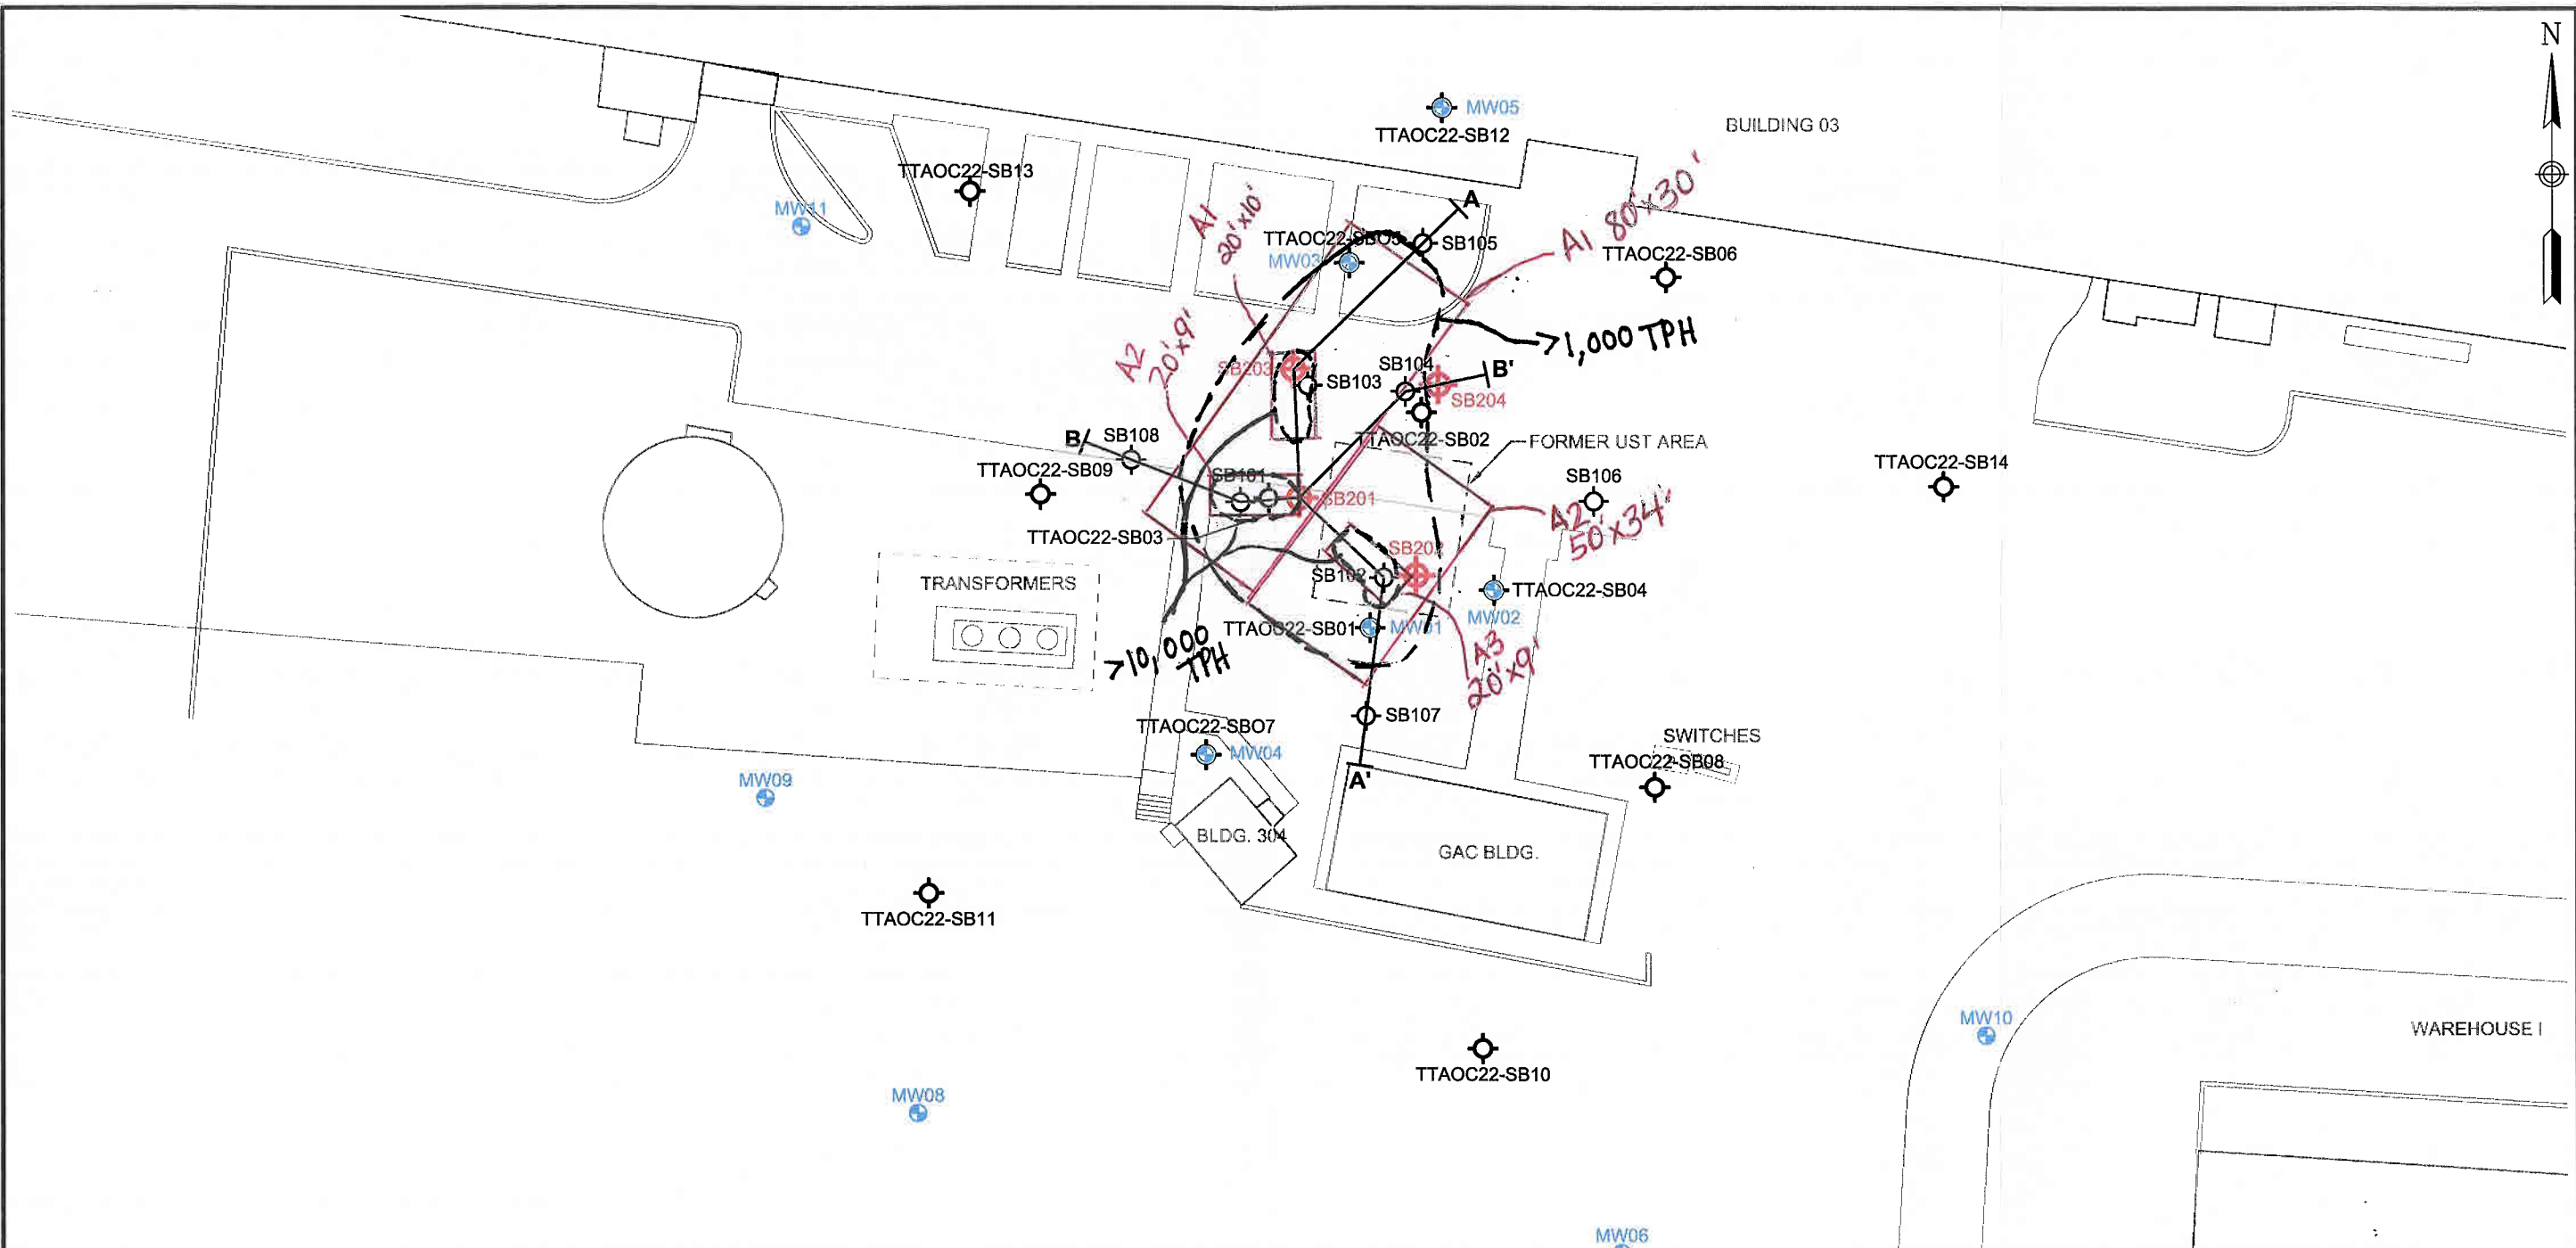 N
MW05
TTAOC22-SB12
BUILDING 03
TTAOC22-SB13
MW11
A1
20'x10'
A
A1 80'x30'
TTAOC22-SBO5
SB105
MW03
TTAOC22-SB06
A2
20'x9'
>1,000 TPH
SB203
SB103
SB104
B'
SB204
TTAOC22-SB02
FORMER UST AREA
B
SB108
TTAOC22-SB09
SB101
SB201
SB106
TTAOC22-SB14
A2
50'x34'
TTAOC22-SB03
SB202
SB102
TRANSFORMERS
TTAOC22-SB04
MW02
TTAOC22-SB01
MW01
>10,000
TPH
A3
20'x9'
SB107
TTAOC22-SBO7
MW04
SWITCHES
TTAOC22-SB08
A'
MW09
BLDG. 304
GAC BLDG.
TTAOC22-SB11
MW10
WAREHOUSE I
TTAOC22-SB10
MW08
MW06